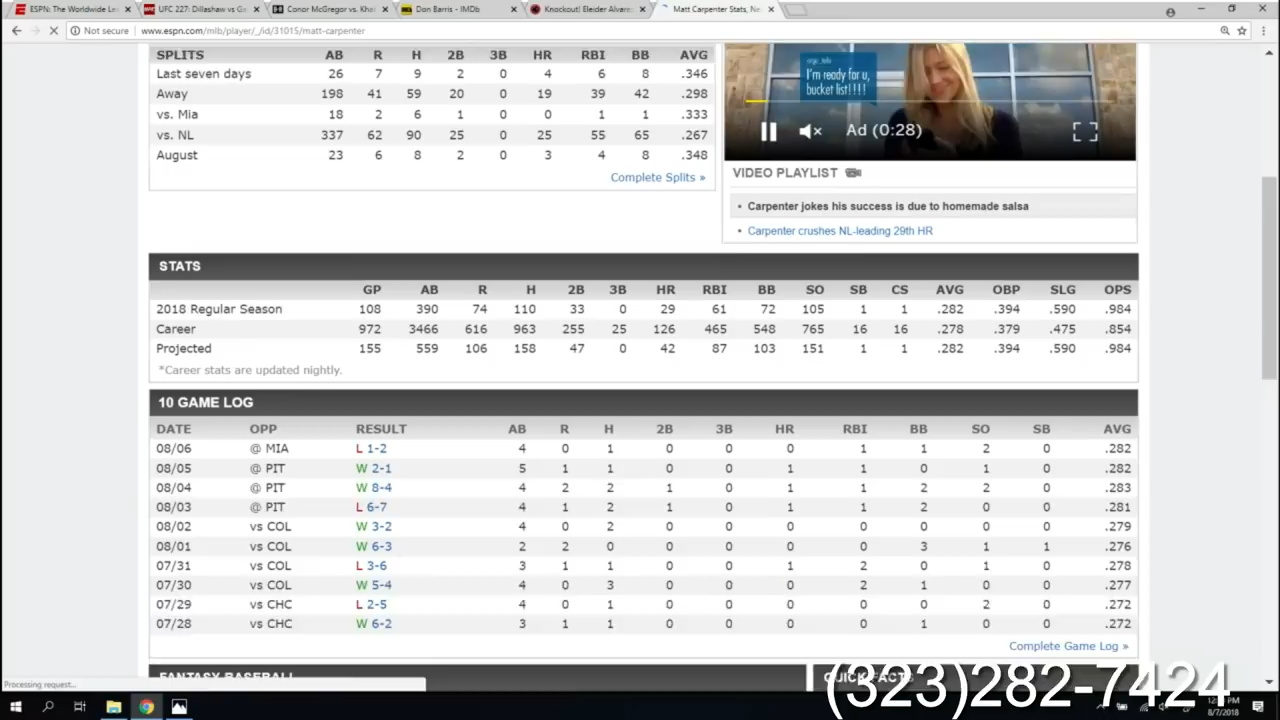 ESPN: The Worldwide Le
UFC 227: Dillashaw vs G
Conor McGregor vs. Kha
Don Barris - IMDb
Knockout! Eleider Alvare
Matt Carpenter Stats, Ne
Not secure | www.espn.com/mlb/player/_/id/31015/matt-carpenter
SPLITS AB R H 2B 3B HR RBI BB AVG
Last seven days 26 7 9 2 0 4 6 8 .346
Away 198 41 59 20 0 19 39 42 .298
vs. Mia 18 2 6 1 0 0 1 1 .333
vs. NL 337 62 90 25 0 25 55 65 .267
August 23 6 8 2 0 3 4 8 .348
Complete Splits »
I'm ready for u,
bucket list!!!!
Ad (0:28)
VIDEO PLAYLIST
• Carpenter jokes his success is due to homemade salsa
• Carpenter crushes NL-leading 29th HR
STATS
GP AB R H 2B 3B HR RBI BB SO SB CS AVG OBP SLG OPS
2018 Regular Season 108 390 74 110 33 0 29 61 72 105 1 1 .282 .394 .590 .984
Career 972 3466 616 963 255 25 126 465 548 765 16 16 .278 .379 .475 .854
Projected 155 559 106 158 47 0 42 87 103 151 1 1 .282 .394 .590 .984
*Career stats are updated nightly.
10 GAME LOG
DATE OPP RESULT AB R H 2B 3B HR RBI BB SO SB AVG
08/06 @ MIA L 1-2 4 0 1 0 0 0 1 1 2 0 .282
08/05 @ PIT W 2-1 5 1 1 0 0 1 1 0 1 0 .282
08/04 @ PIT W 8-4 4 2 2 1 0 1 1 2 2 0 .283
08/03 @ PIT L 6-7 4 1 2 1 0 1 1 2 0 0 .281
08/02 vs COL W 3-2 4 0 2 0 0 0 0 0 0 0 .279
08/01 vs COL W 6-3 2 2 0 0 0 0 0 3 1 1 .276
07/31 vs COL L 3-6 3 1 1 0 0 1 2 0 1 0 .278
07/30 vs COL W 5-4 4 0 3 0 0 0 2 1 0 0 .277
07/29 vs CHC L 2-5 4 0 1 0 0 0 0 0 2 0 .272
07/28 vs CHC W 6-2 3 1 1 0 0 0 0 1 0 0 .272
Complete Game Log »
FANTASY BASEBALL
QUICK FACTS
Processing request...
(323)282-7424
8/7/2018